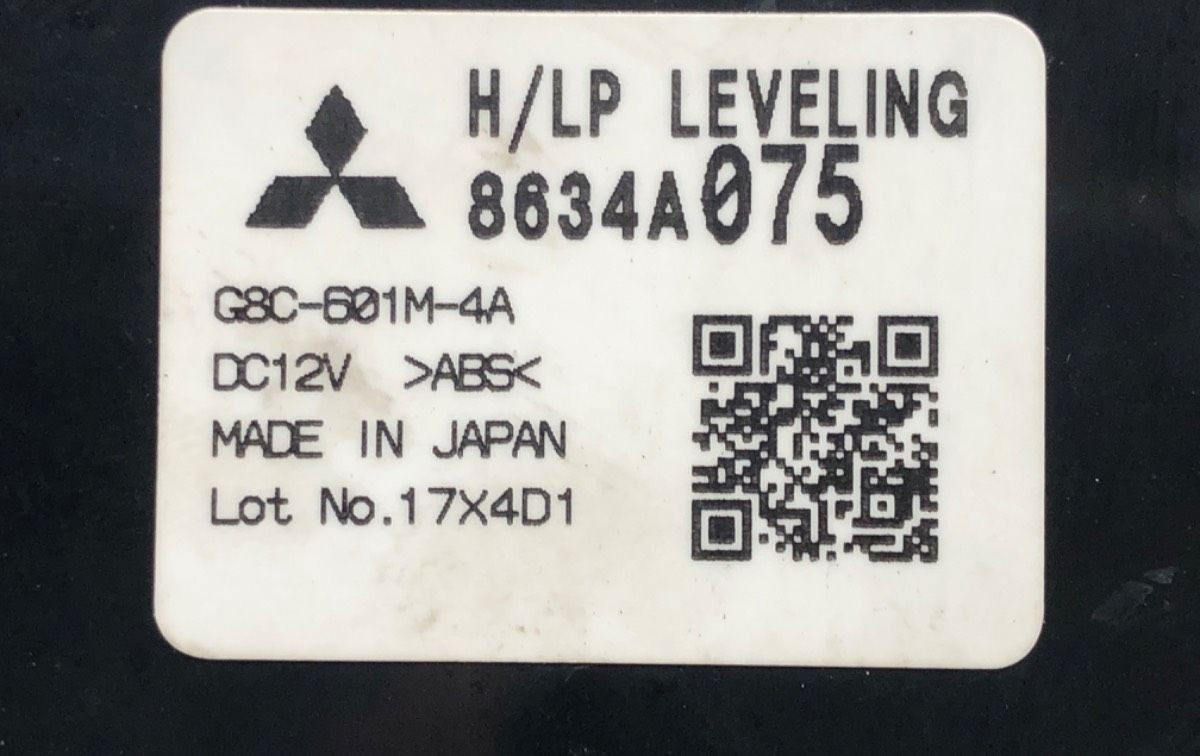 H/LP LEVELING
8634A075
G8C-601M-4A
DC12V >ABS<
MADE IN JAPAN
Lot No.17X4D1